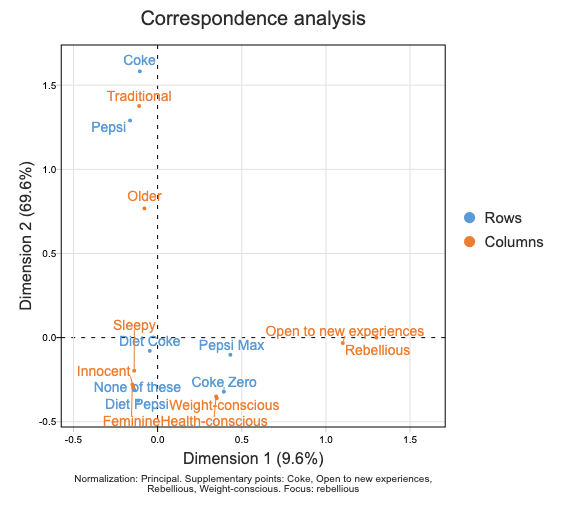 Correspondence analysis
Coke
1.5
Traditional
Pepsi
1.0
Older
Dimension 2 (69.6%)
Rows
Columns
0.5
Sleepy
Open to new experiences
0.0
Diet Coke
Pepsi Max
Rebellious
Innocent
Coke Zero
None of these
Diet Pepsi
Weight-conscious
Feminine
Health-conscious
-0.5
-0.5 0.0 0.5 1.0 1.5
Dimension 1 (9.6%)
Normalization: Principal. Supplementary points: Coke, Open to new experiences,
Rebellious, Weight-conscious. Focus: rebellious